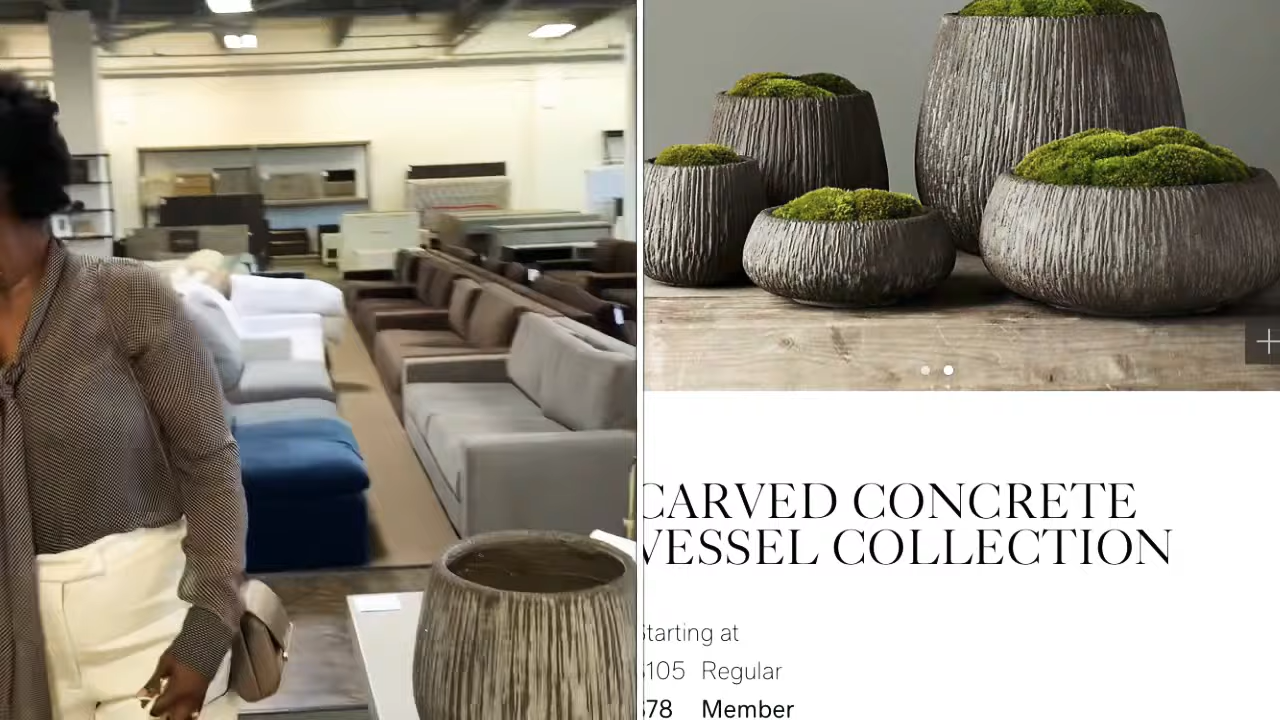 CARVED CONCRETE
VESSEL COLLECTION
Starting at
$105 Regular
$78 Member